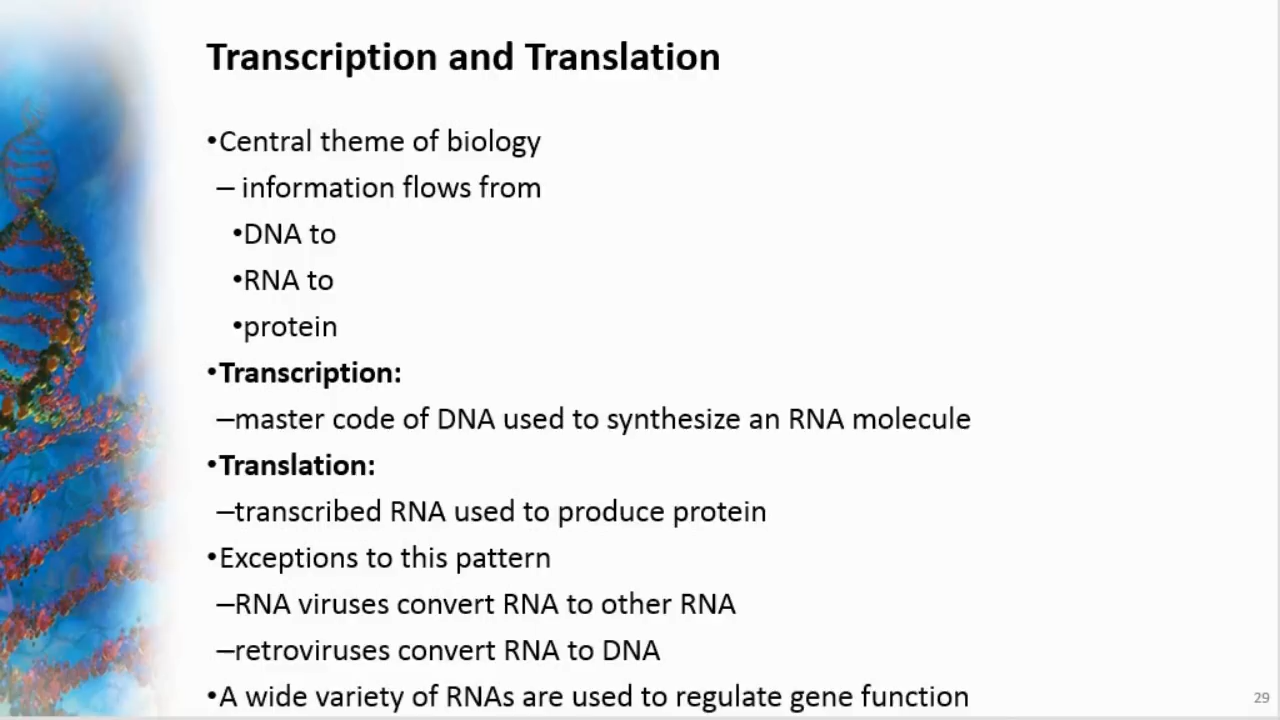 Transcription and Translation
•Central theme of biology
– information flows from
•DNA to
•RNA to
•protein
•Transcription:
–master code of DNA used to synthesize an RNA molecule
•Translation:
–transcribed RNA used to produce protein
•Exceptions to this pattern
–RNA viruses convert RNA to other RNA
–retroviruses convert RNA to DNA
•A wide variety of RNAs are used to regulate gene function
29